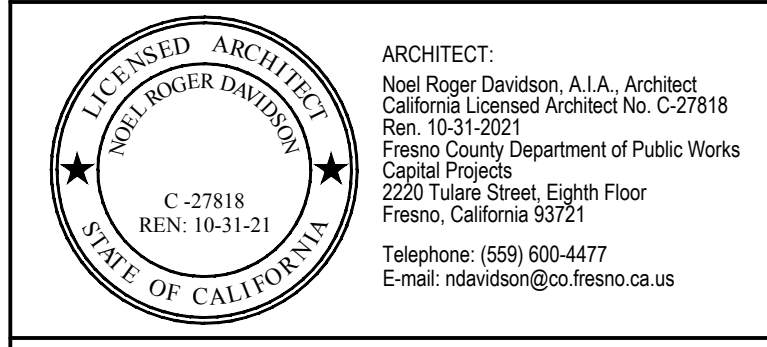 LICENSED ARCHITECT
NOEL ROGER DAVIDSON
C -27818
REN: 10-31-21
STATE OF CALIFORNIA
ARCHITECT:
Noel Roger Davidson, A.I.A., Architect
California Licensed Architect No. C-27818
Ren. 10-31-2021
Fresno County Department of Public Works
Capital Projects
2220 Tulare Street, Eighth Floor
Fresno, California 93721
Telephone: (559) 600-4477
E-mail: ndavidson@co.fresno.ca.us